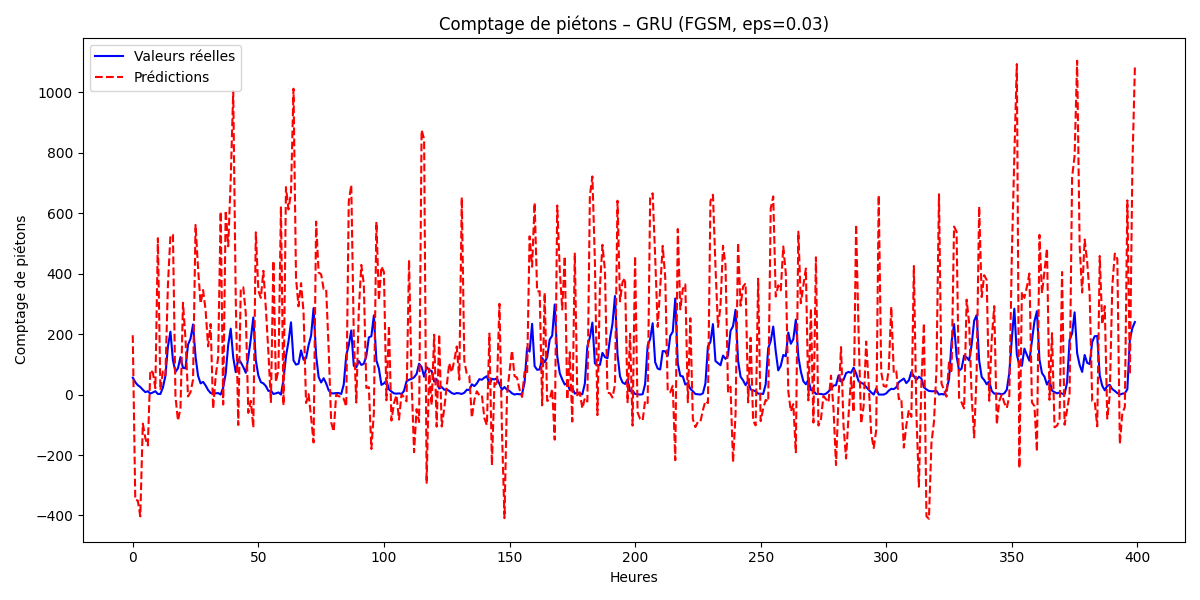 Comptage de piétons – GRU (FGSM, eps=0.03)
Valeurs réelles
Prédictions
Comptage de piétons
1000
800
600
400
200
0
−200
−400
0 50 100 150 200 250 300 350 400
Heures